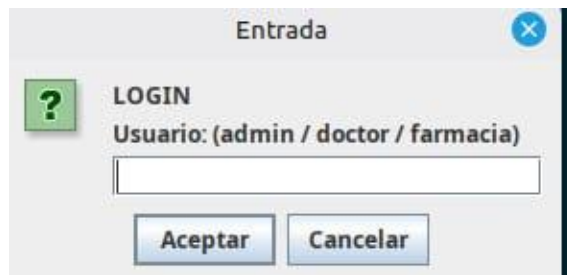 Entrada
?
LOGIN
Usuario: (admin / doctor / farmacia)
Aceptar
Cancelar